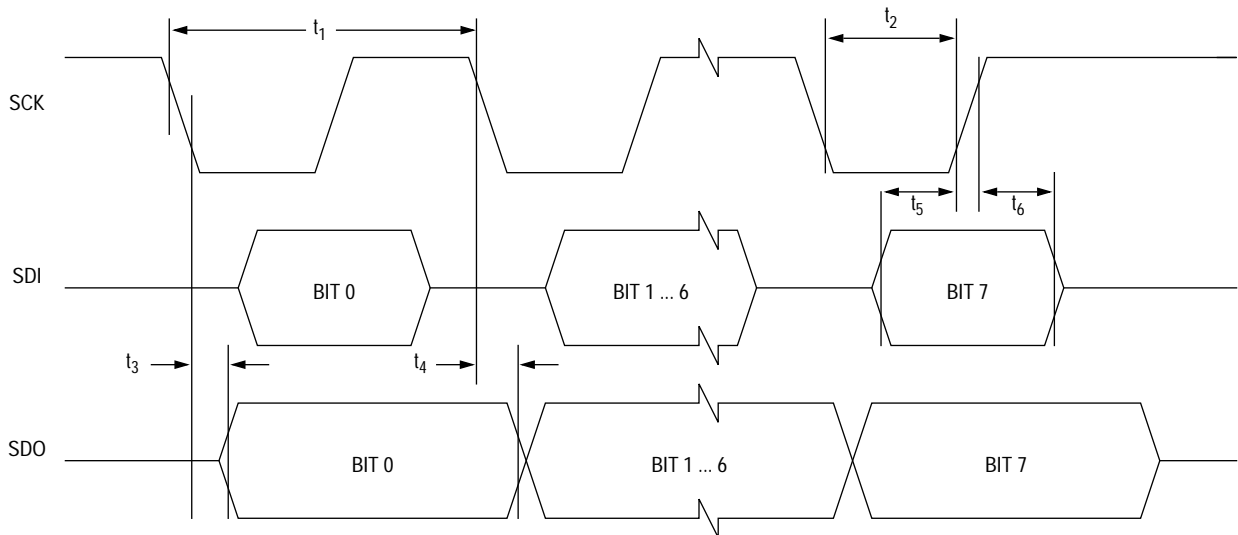 t1
t2
SCK
t5
t6
SDI
BIT 0
BIT 1 ... 6
BIT 7
t3
t4
SDO
BIT 0
BIT 1 ... 6
BIT 7